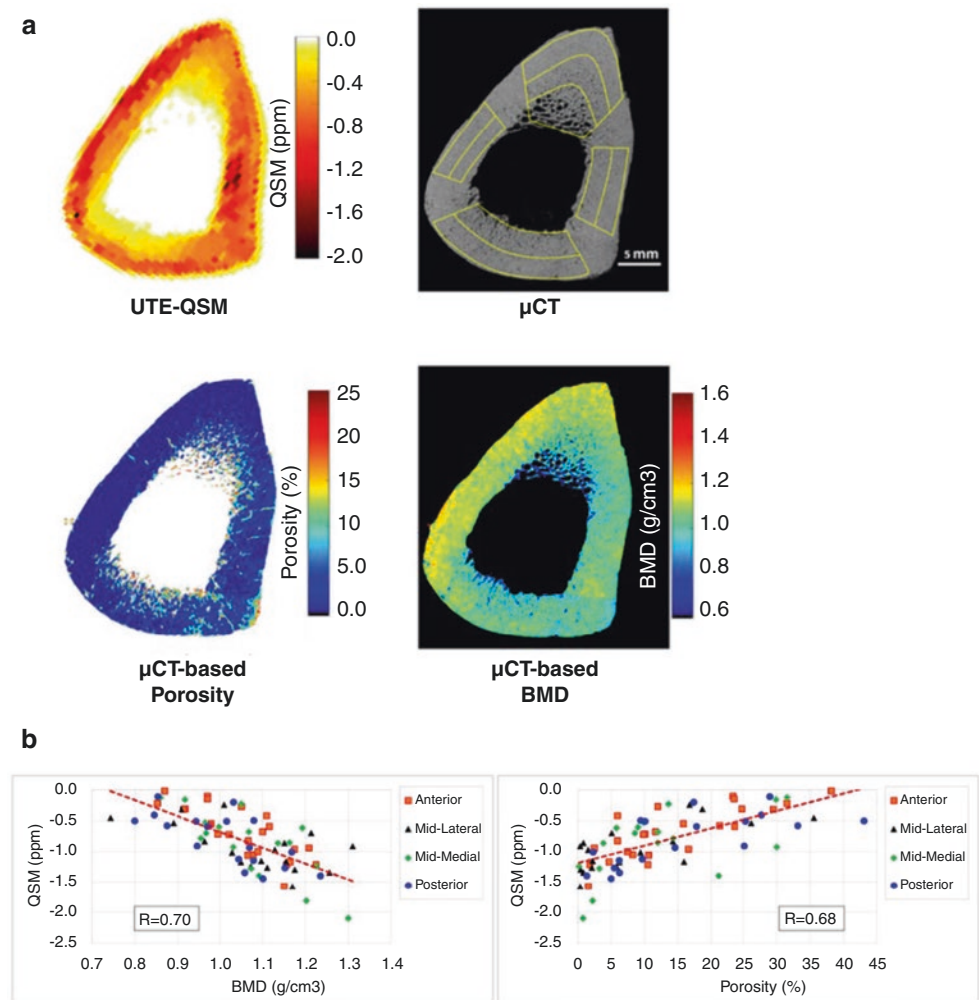 a
0.0
-0.4
-0.8
-1.2
-1.6
-2.0
QSM (ppm)
UTE-QSM
5 mm
µCT
25
20
15
10
5.0
0.0
Porosity (%)
µCT-based
Porosity
1.6
1.4
1.2
1.0
0.8
0.6
BMD (g/cm3)
µCT-based
BMD
b
0.0
-0.5
-1.0
-1.5
-2.0
-2.5
QSM (ppm)
R=0.70
0.7 0.8 0.9 1.0 1.1 1.2 1.3 1.4
BMD (g/cm3)
Anterior
Mid-Lateral
Mid-Medial
Posterior
0.0
-0.5
-1.0
-1.5
-2.0
-2.5
QSM (ppm)
R=0.68
0 5 10 15 20 25 30 35 40 45
Porosity (%)
Anterior
Mid-Lateral
Mid-Medial
Posterior